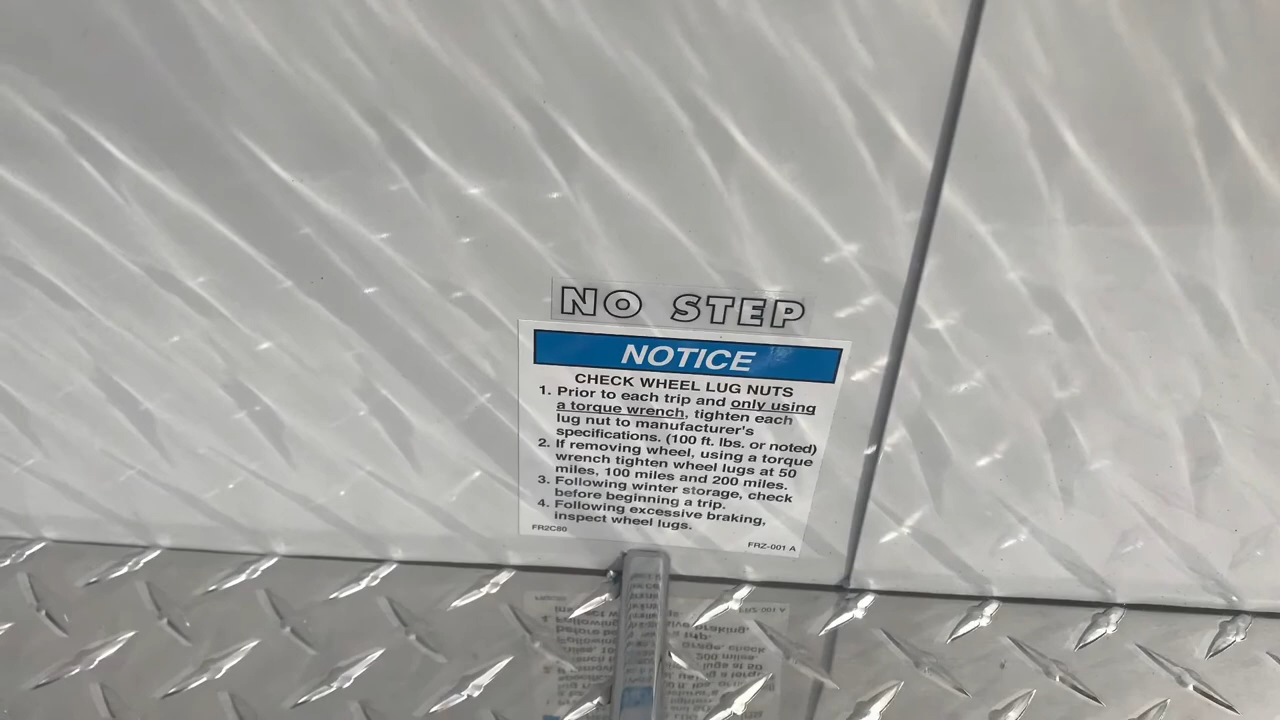 NO STEP
NOTICE
CHECK WHEEL LUG NUTS
1. Prior to each trip and only using
a torque wrench, tighten each
lug nut to manufacturer's
specifications. (100 ft. lbs. or noted)
2. If removing wheel, using a torque
wrench tighten wheel lugs at 50
miles, 100 miles and 200 miles.
3. Following winter storage, check
before beginning a trip.
4. Following excessive braking,
inspect wheel lugs.
FR2C80
FRZ-001 A